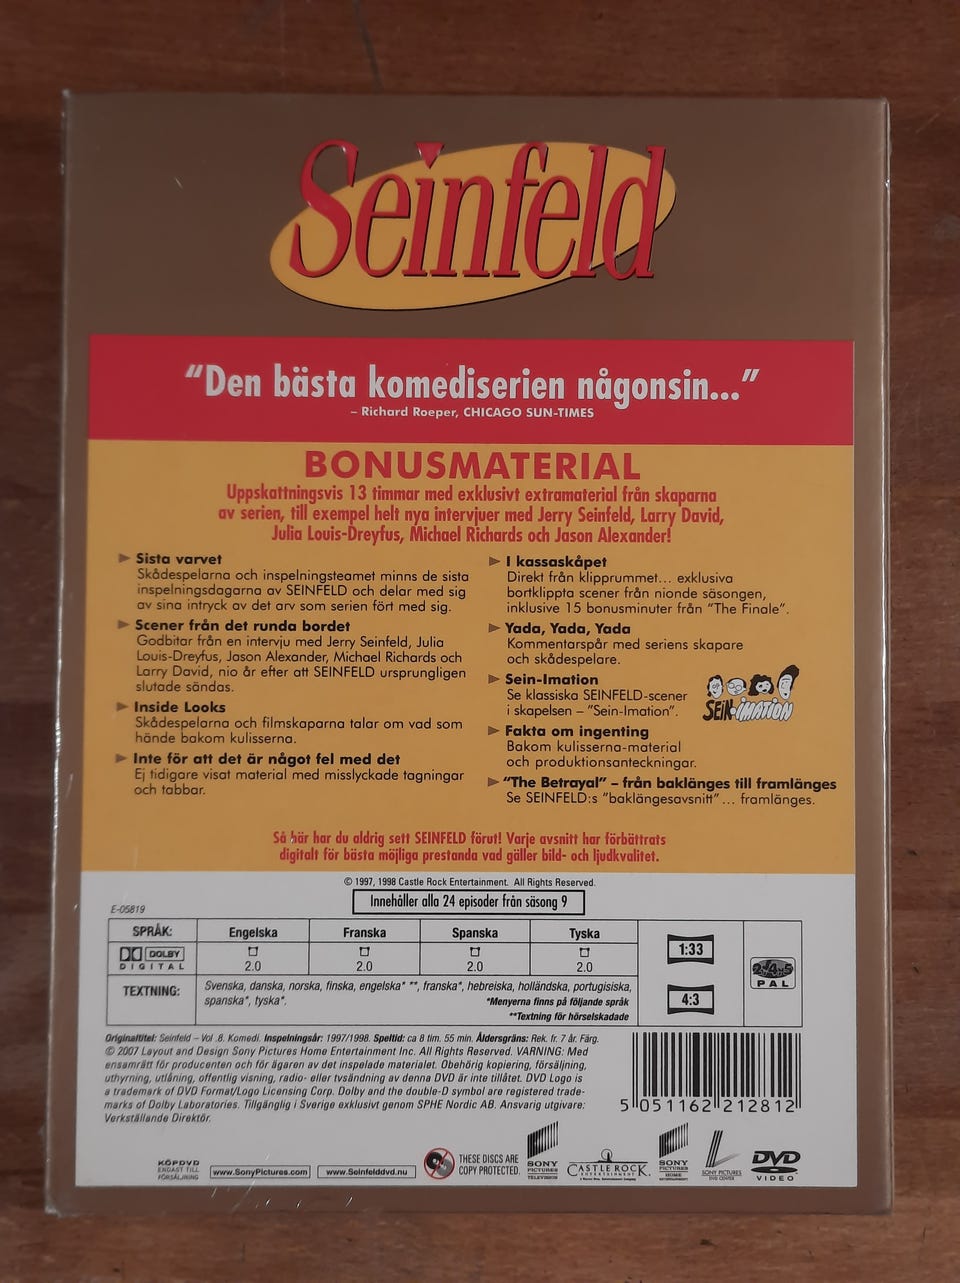 Seinfeld
“Den bästa komediserien någonsin...”
– Richard Roeper, CHICAGO SUN-TIMES
BONUSMATERIAL
Uppskattningsvis 13 timmar med exklusivt extramaterial från skaparna
av serien, till exempel helt nya intervjuer med Jerry Seinfeld, Larry David,
Julia Louis-Dreyfus, Michael Richards och Jason Alexander!
Sista varvet
Skådespelarna och inspelningsteamet minns de sista
inspelningsdagarna av SEINFELD och delar med sig
av sina intryck av det arv som serien fört med sig.
Scener från det runda bordet
Godbitar från en intervju med Jerry Seinfeld, Julia
Louis-Dreyfus, Jason Alexander, Michael Richards och
Larry David, nio år efter att SEINFELD ursprungligen
slutade sändas.
Inside Looks
Skådespelarna och filmskaparna talar om vad som
hände bakom kulisserna.
Inte för att det är något fel med det
Ej tidigare visat material med misslyckade tagningar
och tabbar.
I kassaskåpet
Direkt från klipprummet... exklusiva
bortklippta scener från nionde säsongen,
inklusive 15 bonusminuter från ”The Finale”.
Yada, Yada, Yada
Kommentarspår med seriens skapare
och skådespelare.
Sein-Imation
Se klassiska SEINFELD-scener
i skapelsen – ”Sein-Imation”.
SEIN-IMATION
Fakta om ingenting
Bakom kulisserna-material
och produktionsanteckningar.
”The Betrayal” – från baklänges till framlänges
Se SEINFELD:s ”baklängesavsnitt”... framlänges.
Så här har du aldrig sett SEINFELD förut! Varje avsnitt har förbättrats
digitalt för bästa möjliga prestanda vad gäller bild- och ljudkvalitet.
© 1997, 1998 Castle Rock Entertainment. All Rights Reserved.
Innehåller alla 24 episoder från säsong 9
E-05819
SPRÅK: Engelska Franska Spanska Tyska
DOLBY DIGITAL 2.0 2.0 2.0 2.0
TEXTNING: Svenska, danska, norska, finska, engelska* **, franska*, hebreiska, holländska, portugisiska,
spanska*, tyska*. *Menyerna finns på följande språk
**Textning för hörselskadade
1:33
4:3
2 4 5
PAL
Originaltitel: Seinfeld – Vol .8. Komedi. Inspelningsår: 1997/1998. Speltid: ca 8 tim. 55 min. Åldersgräns: Rek. fr. 7 år. Färg.
© 2007 Layout and Design Sony Pictures Home Entertainment Inc. All Rights Reserved. VARNING: Med
ensamrätt för producenten och för ägaren av det inspelade materialet. Obehörig kopiering, försäljning,
uthyrning, utlåning, offentlig visning, radio- eller tvsändning av denna DVD är inte tillåtet. DVD Logo is
a trademark of DVD Format/Logo Licensing Corp. Dolby and the double-D symbol are registered trade-
marks of Dolby Laboratories. Tillgänglig i Sverige exklusivt genom SPHE Nordic AB. Ansvarig utgivare:
Verkställande Direktör.
5 051162 212812
KÖPDVD
ENDAST TILL
FÖRSÄLJNING
www.SonyPictures.com
www.Seinfelddvd.nu
THESE DISCS ARE
COPY PROTECTED.
SONY
PICTURES
TELEVISION
CASTLE ROCK
ENTERTAINMENT
SONY
PICTURES
HOME
ENTERTAINMENT
SONY PICTURES
DVD CENTER
DVD
VIDEO